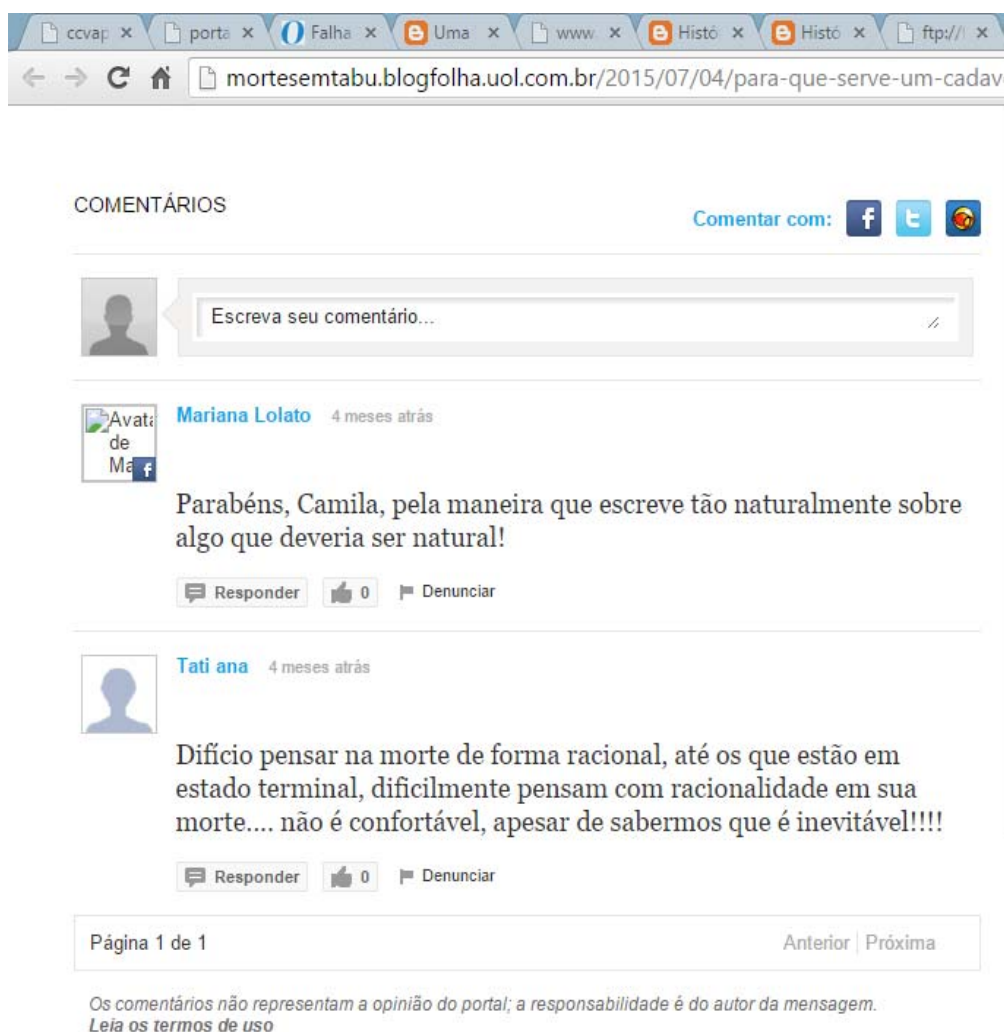 ccvap porta Falha Uma www. Histó Histó ftp://
mortesemtabu.blogfolha.uol.com.br/2015/07/04/para-que-serve-um-cadav
COMENTÁRIOS
Comentar com:
Escreva seu comentário...
Mariana Lolato 4 meses atrás
Avata
de
Ma
Parabéns, Camila, pela maneira que escreve tão naturalmente sobre
algo que deveria ser natural!
Responder 0 Denunciar
Tati ana 4 meses atrás
Difício pensar na morte de forma racional, até os que estão em
estado terminal, dificilmente pensam com racionalidade em sua
morte.... não é confortável, apesar de sabermos que é inevitável!!!!
Responder 0 Denunciar
Página 1 de 1
Anterior Próxima
Os comentários não representam a opinião do portal; a responsabilidade é do autor da mensagem.
Leia os termos de uso